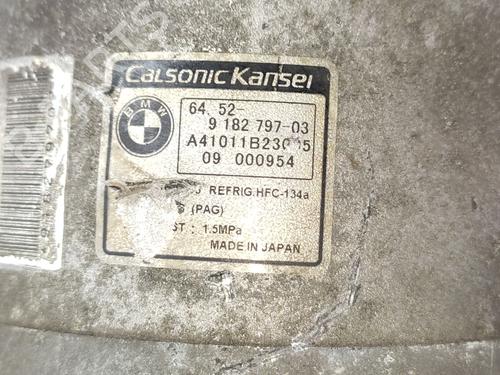 Calsonic Kansei
BMW
64. 52-
9 182 797-03
09 000954
REFRIG.HFC-134a
(PAG)
ST : 1.5MPa
MADE IN JAPAN